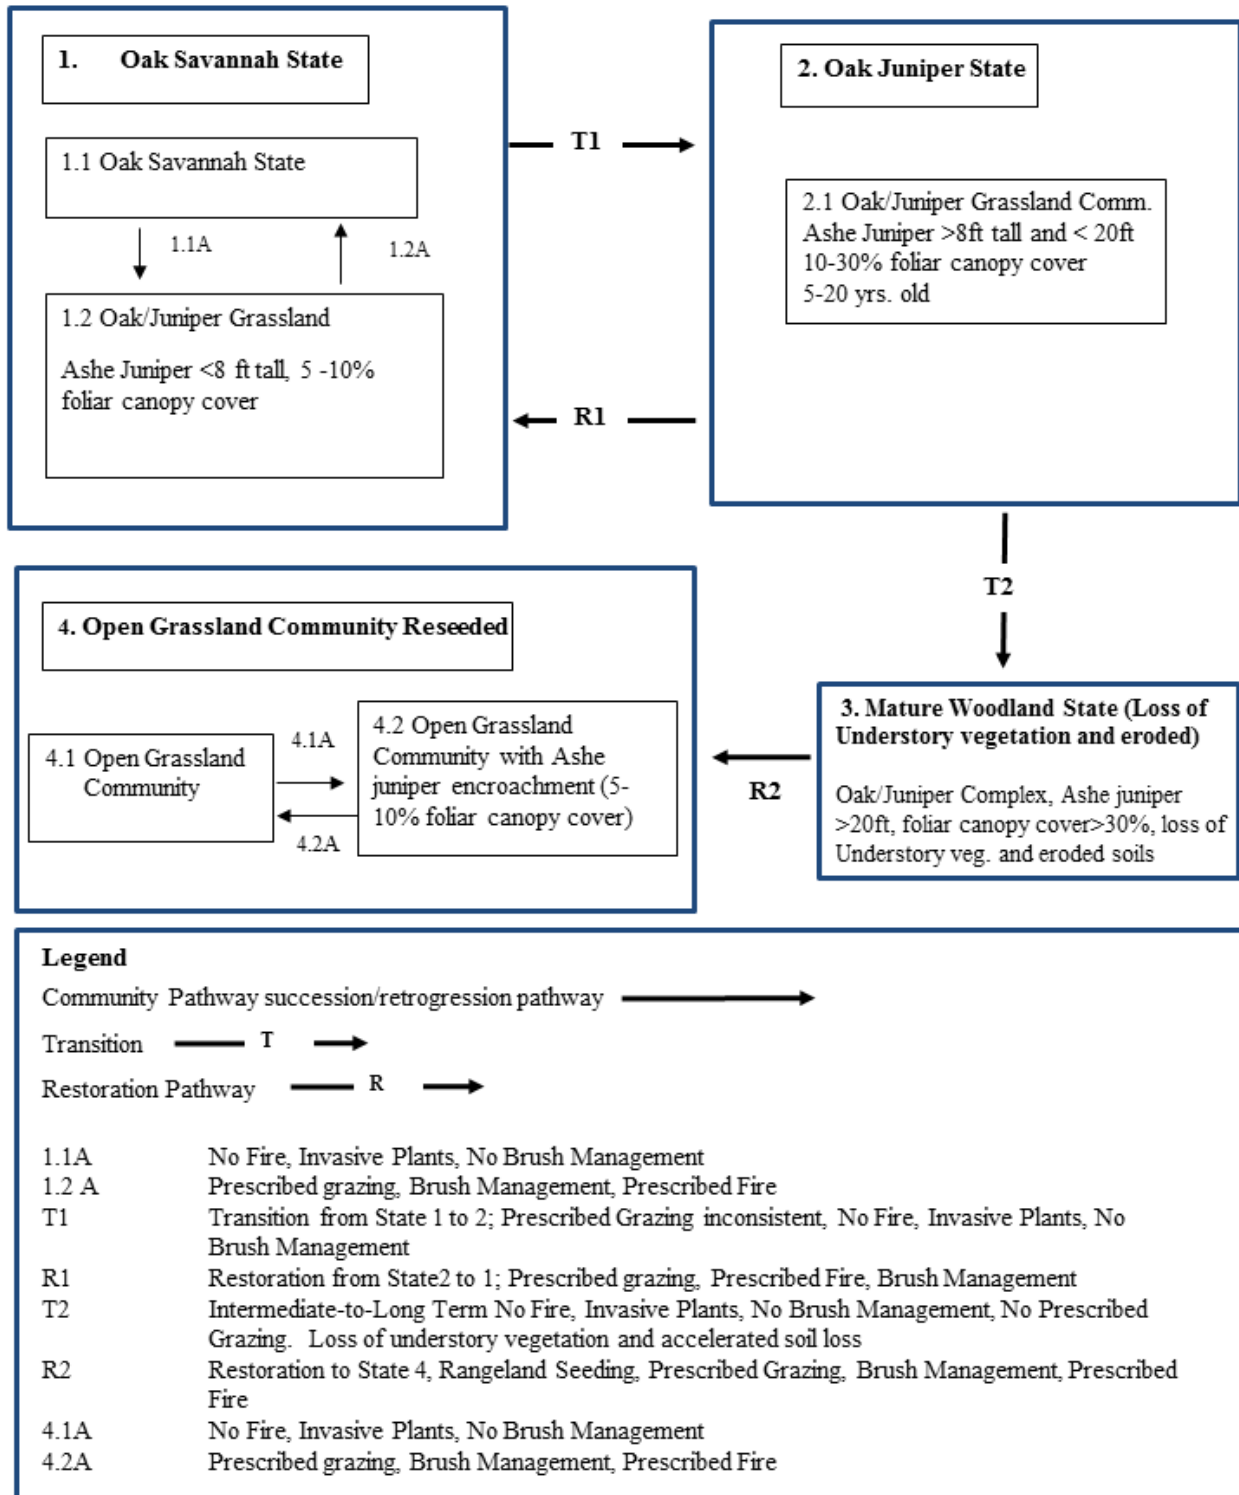 1. Oak Savannah State
1.1 Oak Savannah State
1.1A
1.2A
1.2 Oak/Juniper Grassland
Ashe Juniper <8 ft tall, 5 -10%
foliar canopy cover
T1
R1
2. Oak Juniper State
2.1 Oak/Juniper Grassland Comm.
Ashe Juniper >8ft tall and < 20ft
10-30% foliar canopy cover
5-20 yrs. old
T2
3. Mature Woodland State (Loss of
Understory vegetation and eroded)
Oak/Juniper Complex, Ashe juniper
>20ft, foliar canopy cover>30%, loss of
Understory veg. and eroded soils
R2
4. Open Grassland Community Reseeded
4.1 Open Grassland
Community
4.1A
4.2A
4.2 Open Grassland
Community with Ashe
juniper encroachment (5-
10% foliar canopy cover)
Legend
Community Pathway succession/retrogression pathway
Transition T
Restoration Pathway R
1.1A No Fire, Invasive Plants, No Brush Management
1.2 A Prescribed grazing, Brush Management, Prescribed Fire
T1 Transition from State 1 to 2; Prescribed Grazing inconsistent, No Fire, Invasive Plants, No
Brush Management
R1 Restoration from State2 to 1; Prescribed grazing, Prescribed Fire, Brush Management
T2 Intermediate-to-Long Term No Fire, Invasive Plants, No Brush Management, No Prescribed
Grazing. Loss of understory vegetation and accelerated soil loss
R2 Restoration to State 4, Rangeland Seeding, Prescribed Grazing, Brush Management, Prescribed
Fire
4.1A No Fire, Invasive Plants, No Brush Management
4.2A Prescribed grazing, Brush Management, Prescribed Fire